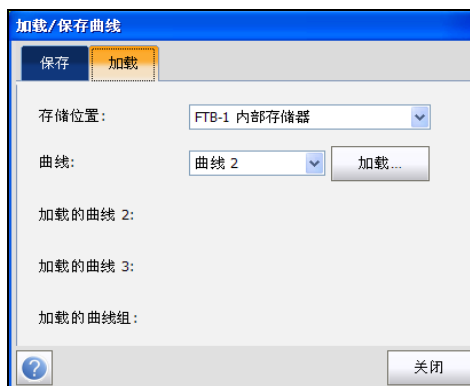 加载/保存曲线
保存 加载
存储位置: FTB-1 内部存储器
曲线: 曲线 2 加载...
加载的曲线 2:
加载的曲线 3:
加载的曲线组:
? 关闭